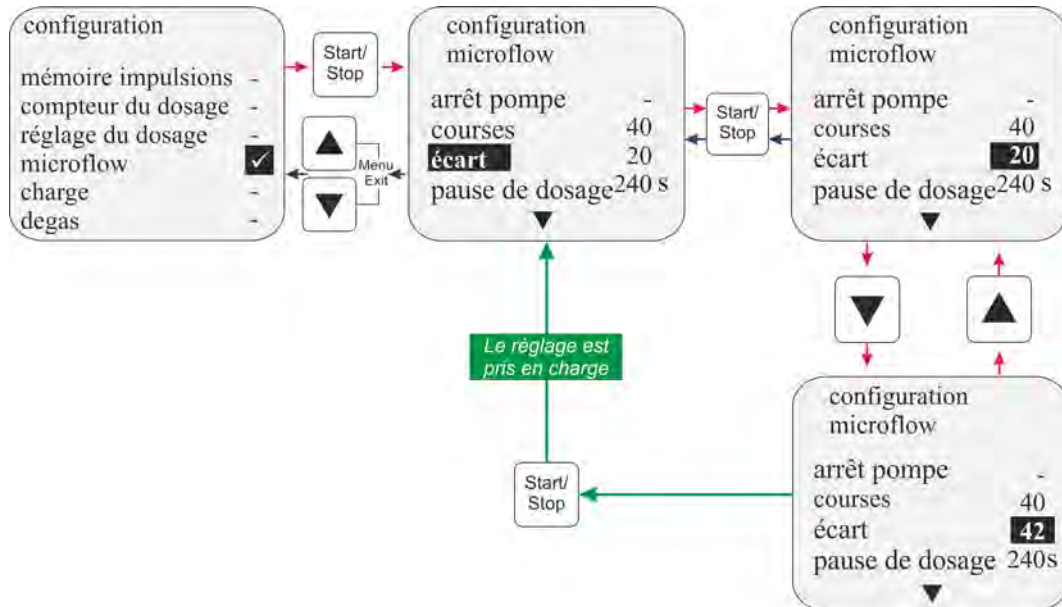 configuration
mémoire impulsions -
compteur du dosage -
réglage du dosage -
microflow ✓
charge -
degas -
Start/
Stop
Menu
Exit
configuration
microflow
arrêt pompe -
courses 40
écart 20
pause de dosage 240 s
Start/
Stop
configuration
microflow
arrêt pompe -
courses 40
écart 20
pause de dosage 240 s
Le règlage est
pris en charge
Start/
Stop
configuration
microflow
arrêt pompe -
courses 40
écart 42
pause de dosage 240s